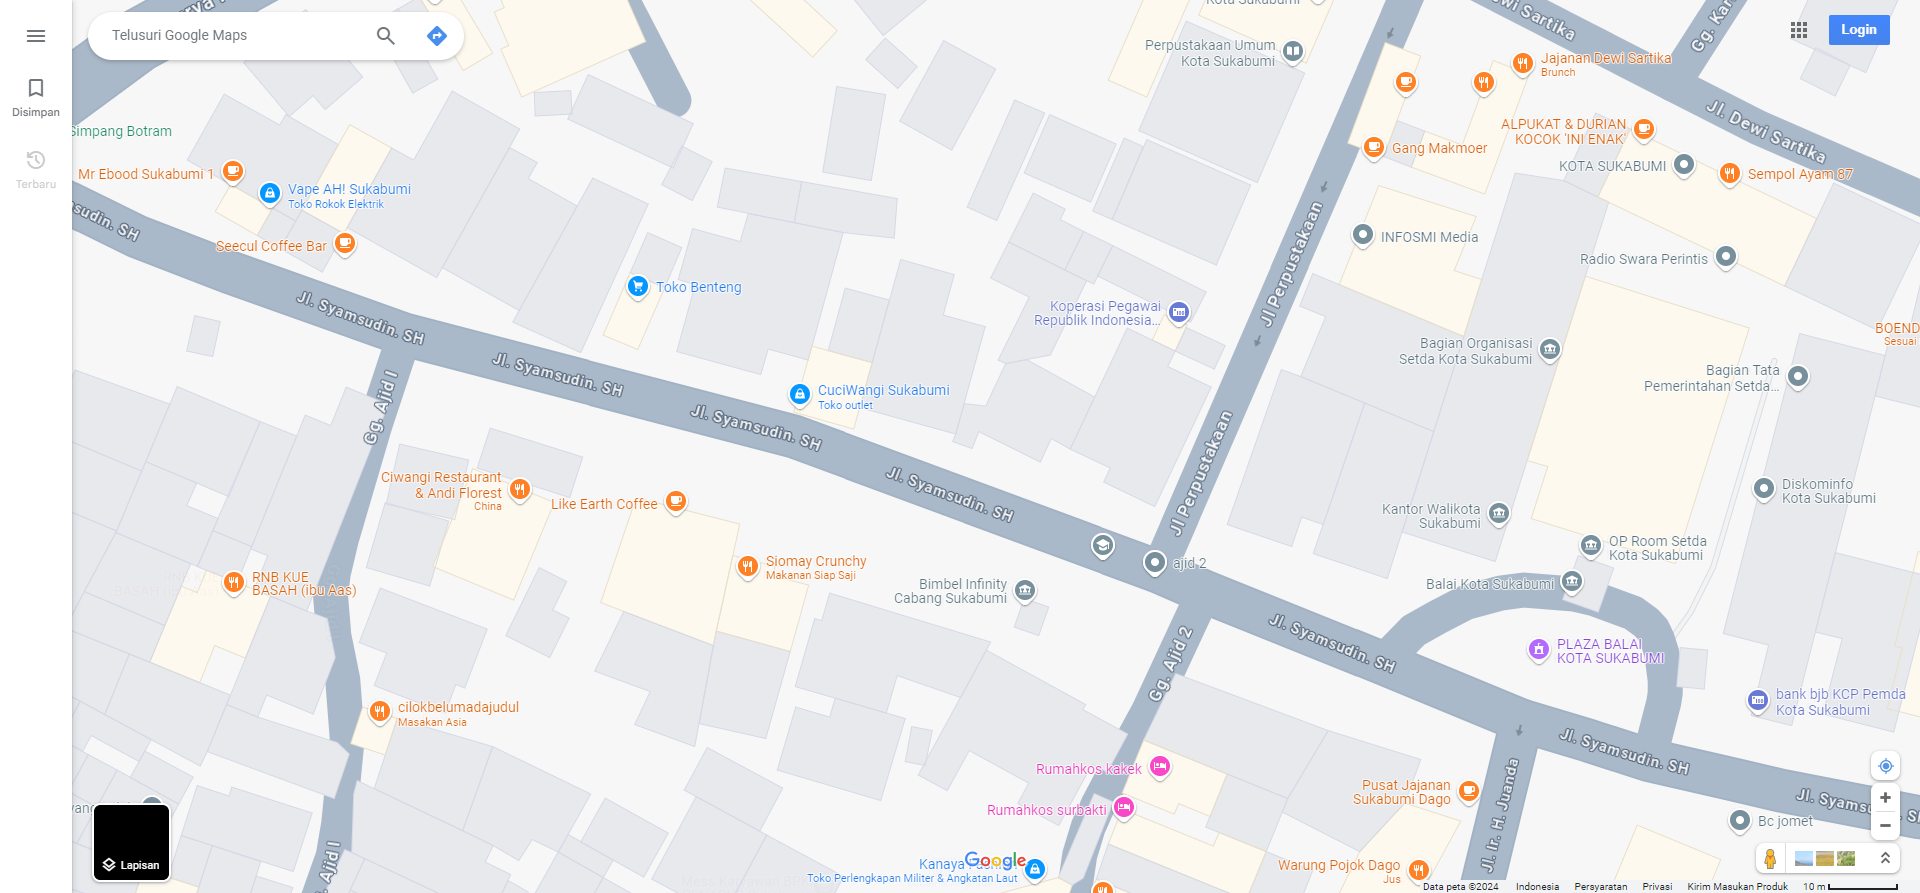 Telusuri Google Maps
Login
Disimpan
Terbaru
Kota Sukabumi
Jl. Dewi Sartika
Perpustakaan Umum
Kota Sukabumi
Jajanan Dewi Sartika
Brunch
Jl. Dewi Sartika
Simpang Botram
ALPUKAT & DURIAN
KOCOK 'INI ENAK'
Gang Makmoer
KOTA SUKABUMI
Sempol Ayam 87
Mr Ebood Sukabumi 1
Vape AH! Sukabumi
Toko Rokok Elektrik
Seecul Coffee Bar
Jl Perpustakaan
INFOSMI Media
Radio Swara Perintis
Toko Benteng
Jl. Syamsudin. SH
Koperasi Pegawai
Republik Indonesia...
BOEND
Sesuai
Bagian Organisasi
Setda Kota Sukabumi
Bagian Tata
Pemerintahan Setda...
Jl. Syamsudin. SH
CuciWangi Sukabumi
Toko outlet
Gg. Ajid I
Jl. Syamsudin. SH
Jl Perpustakaan
Ciwangi Restaurant
& Andi Florest
China
Like Earth Coffee
Jl. Syamsudin. SH
Diskominfo
Kota Sukabumi
Kantor Walikota
Sukabumi
OP Room Setda
Kota Sukabumi
Siomay Crunchy
Makanan Siap Saji
ajid 2
RNB KUE
BASAH (ibu Aas)
Bimbel Infinity
Cabang Sukabumi
Balai Kota Sukabumi
Jl. Syamsudin. SH
PLAZA BALAI
KOTA SUKABUMI
Gg. Ajid 2
bank bjb KCP Pemda
Kota Sukabumi
cilokbelumadajudul
Masakan Asia
Jl. Syamsudin. SH
Rumahkos kakek
Pusat Jajanan
Sukabumi Dago
Jl. Ir. H. Juanda
Rumahkos surbakti
Bc jomet
Lapisan
Kanaya
Google
Toko Perlengkapan Militer & Angkatan Laut
Warung Pojok Dago
Jus
Data peta ©2024
Indonesia
Persyaratan
Privasi
Kirim Masukan Produk
10 m